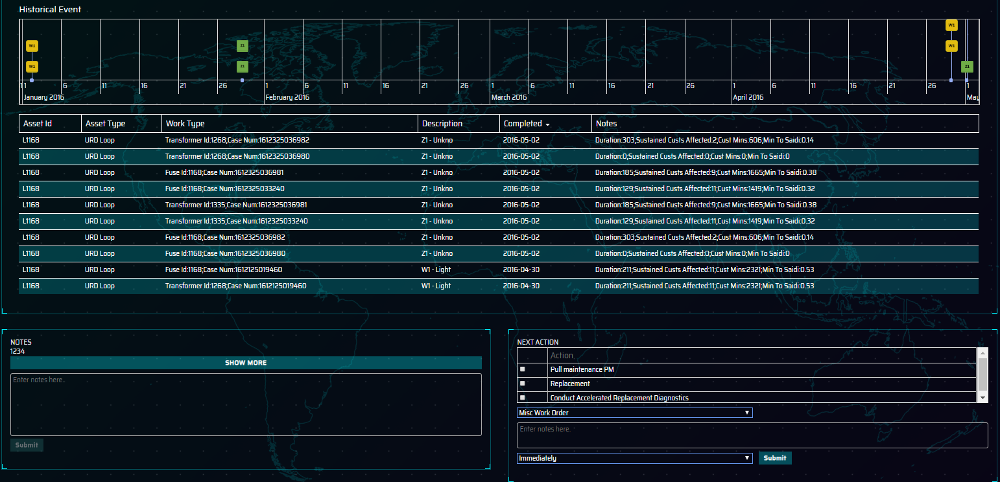 Historical Event
W1
W1
W1 Z1
W1 Z1
Z1
11 6 11 16 21 26 1 6 11 16 21 26 1 6 11 16 21 26 1 6 11 16 21 26 1
January 2016 February 2016 March 2016 April 2016 May
Asset Id Asset Type Work Type Description Completed Notes
L1168 URD Loop Transformer Id:1268;Case Num:1612325036982 Z1 - Unkno 2016-05-02 Duration:303;Sustained Custs Affected:2;Cust Mins:606;Min To Saidi:0.14
L1168 URD Loop Transformer Id:1268;Case Num:1612325036980 Z1 - Unkno 2016-05-02 Duration:0;Sustained Custs Affected:0;Cust Mins:0;Min To Saidi:0
L1168 URD Loop Fuse Id:1168;Case Num:1612325036981 Z1 - Unkno 2016-05-02 Duration:185;Sustained Custs Affected:9;Cust Mins:1665;Min To Saidi:0.38
L1168 URD Loop Fuse Id:1168;Case Num:1612325033240 Z1 - Unkno 2016-05-02 Duration:129;Sustained Custs Affected:11;Cust Mins:1419;Min To Saidi:0.32
L1168 URD Loop Transformer Id:1335;Case Num:1612325036981 Z1 - Unkno 2016-05-02 Duration:185;Sustained Custs Affected:9;Cust Mins:1665;Min To Saidi:0.38
L1168 URD Loop Transformer Id:1335;Case Num:1612325033240 Z1 - Unkno 2016-05-02 Duration:129;Sustained Custs Affected:11;Cust Mins:1419;Min To Saidi:0.32
L1168 URD Loop Fuse Id:1168;Case Num:1612325036982 Z1 - Unkno 2016-05-02 Duration:303;Sustained Custs Affected:2;Cust Mins:606;Min To Saidi:0.14
L1168 URD Loop Fuse Id:1168;Case Num:1612325036980 Z1 - Unkno 2016-05-02 Duration:0;Sustained Custs Affected:0;Cust Mins:0;Min To Saidi:0
L1168 URD Loop Fuse Id:1168;Case Num:1612125019460 W1 - Light 2016-04-30 Duration:211;Sustained Custs Affected:11;Cust Mins:2321;Min To Saidi:0.53
L1168 URD Loop Transformer Id:1268;Case Num:1612125019460 W1 - Light 2016-04-30 Duration:211;Sustained Custs Affected:11;Cust Mins:2321;Min To Saidi:0.53
NOTES
1234
SHOW MORE
Enter notes here..
Submit
NEXT ACTION
Action
Pull maintenance PM
Replacement
Conduct Accelerated Replacement Diagnostics
Misc Work Order
Enter notes here.
Immediately
Submit